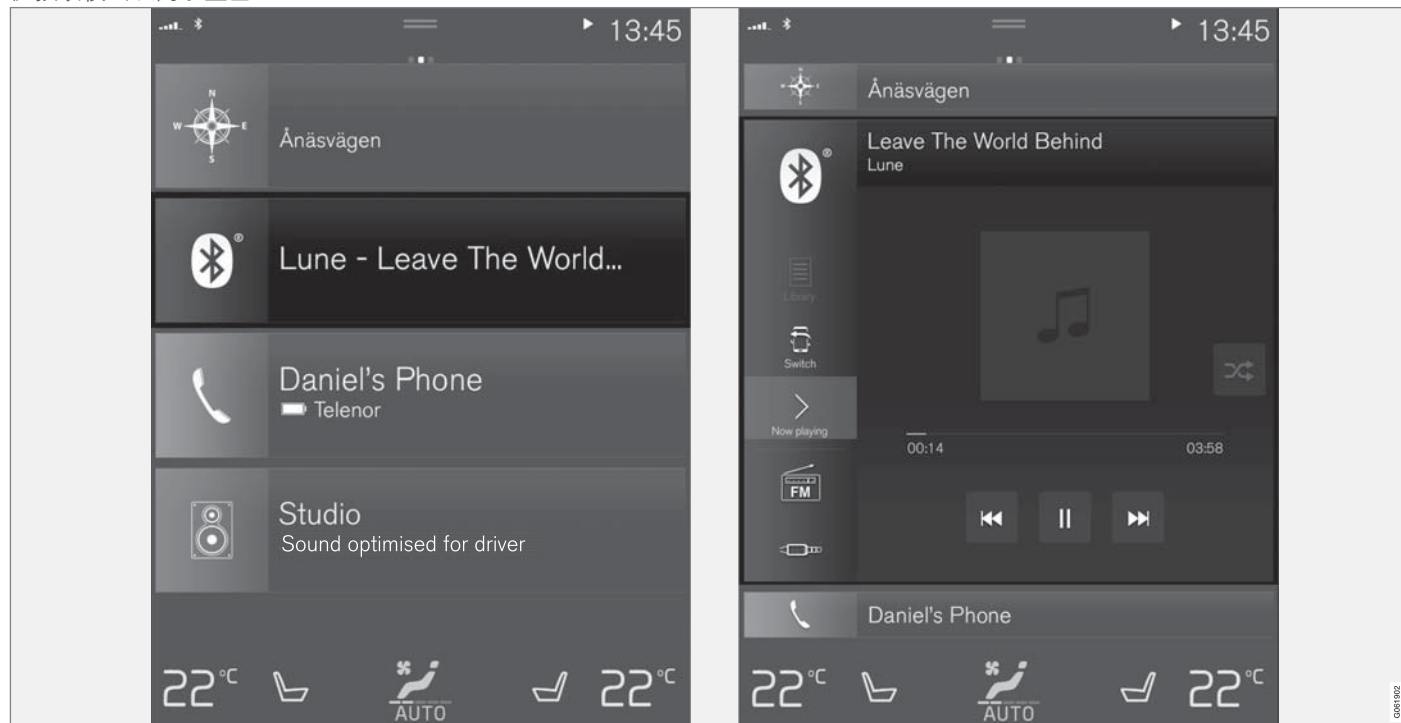 13:45
N
W E
S
Ånäsvägen
®
Lune - Leave The World...
Daniel's Phone
Telenor
Studio
Sound optimised for driver
22°C
AUTO
22°C
13:45
N
W E
S
Ånäsvägen
®
Leave The World Behind
Lune
Library
Switch
Now playing
00:14
03:58
FM
Daniel's Phone
22°C
AUTO
22°C
G061902